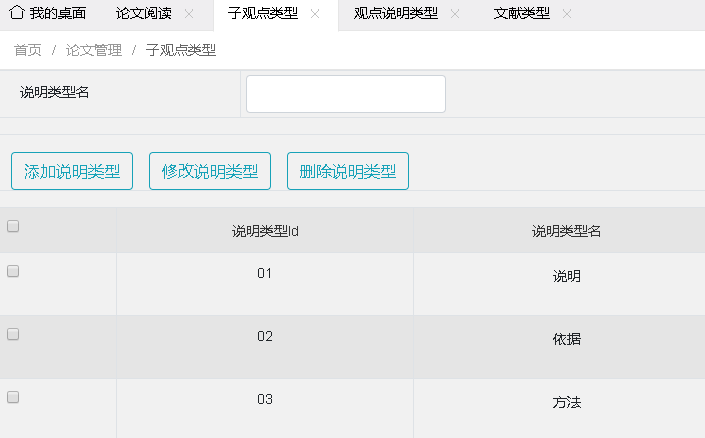 我的桌面 论文阅读 子观点类型 观点说明类型 文献类型
首页 / 论文管理 / 子观点类型
说明类型名
添加说明类型 修改说明类型 删除说明类型
说明类型Id 说明类型名
01 说明
02 依据
03 方法